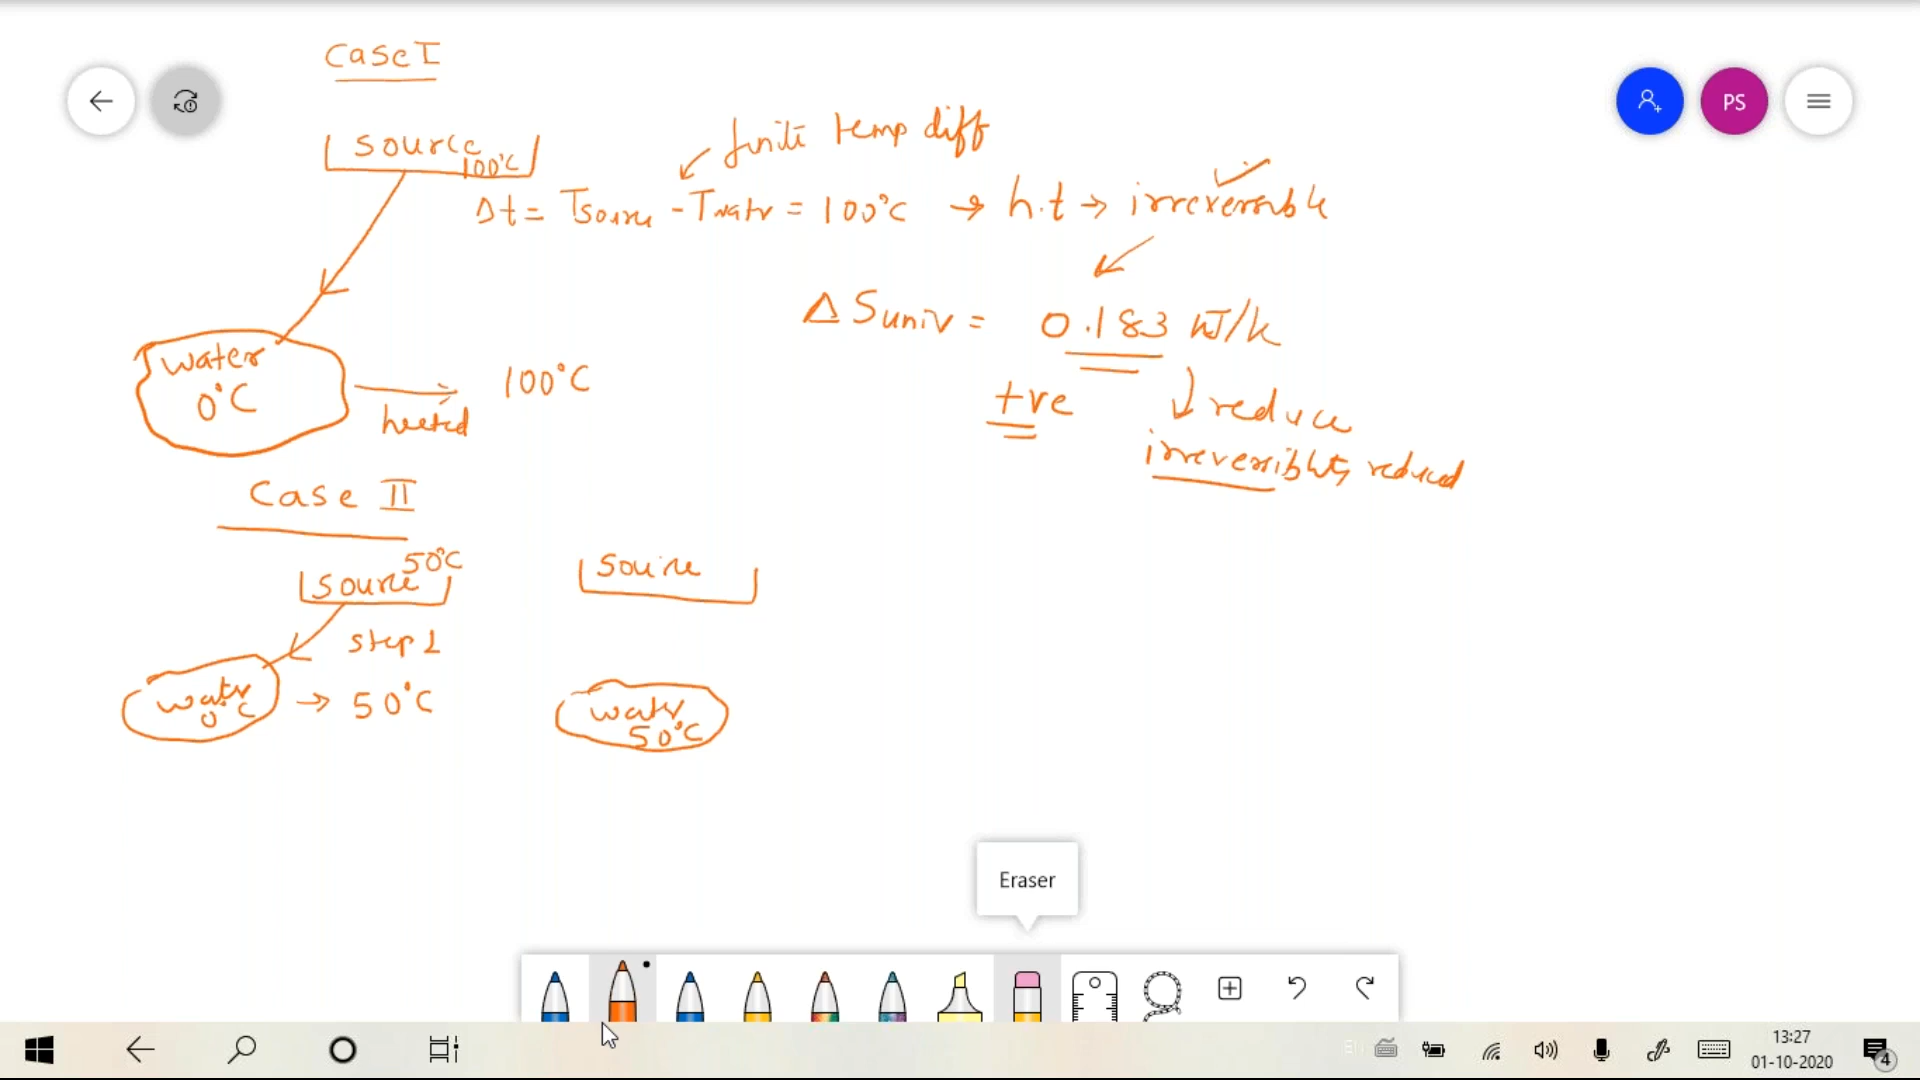 Case I
source
100°C
finite temp diff
Δt = Tsource - Twater = 100°C → h.t → irreversible
ΔSuniv = 0.183 kJ/k
water
0°C
heated
100°C
+ve
reduce
irreversiblity reduced
Case II
50°C
source
source
step 1
water
0°C
→ 50°C
water
50°C
PS
Eraser
13:27
01-10-2020
4